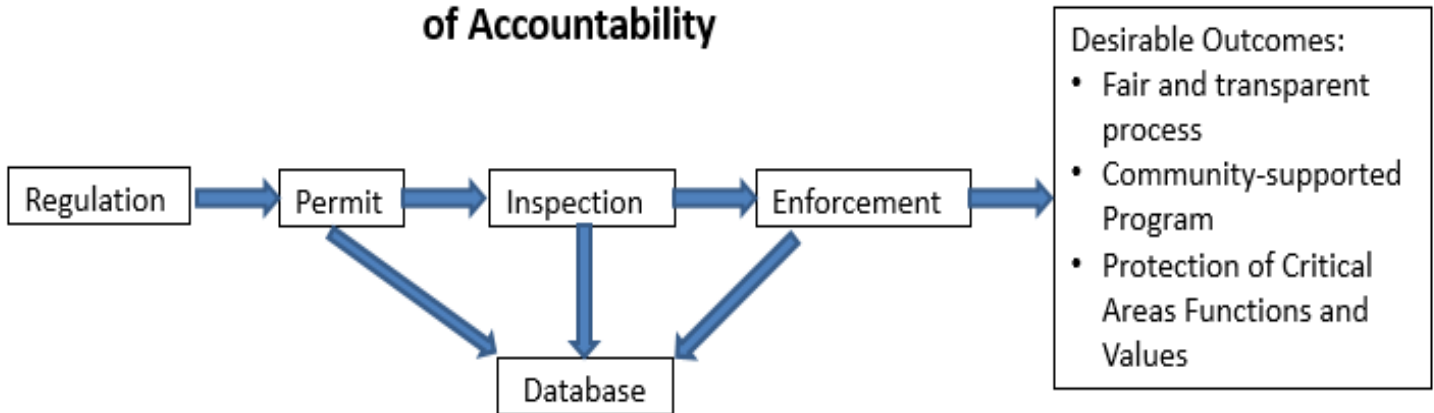 of Accountability
Regulation
Permit
Inspection
Enforcement
Database
Desirable Outcomes:
• Fair and transparent
process
• Community-supported
Program
• Protection of Critical
Areas Functions and
Values